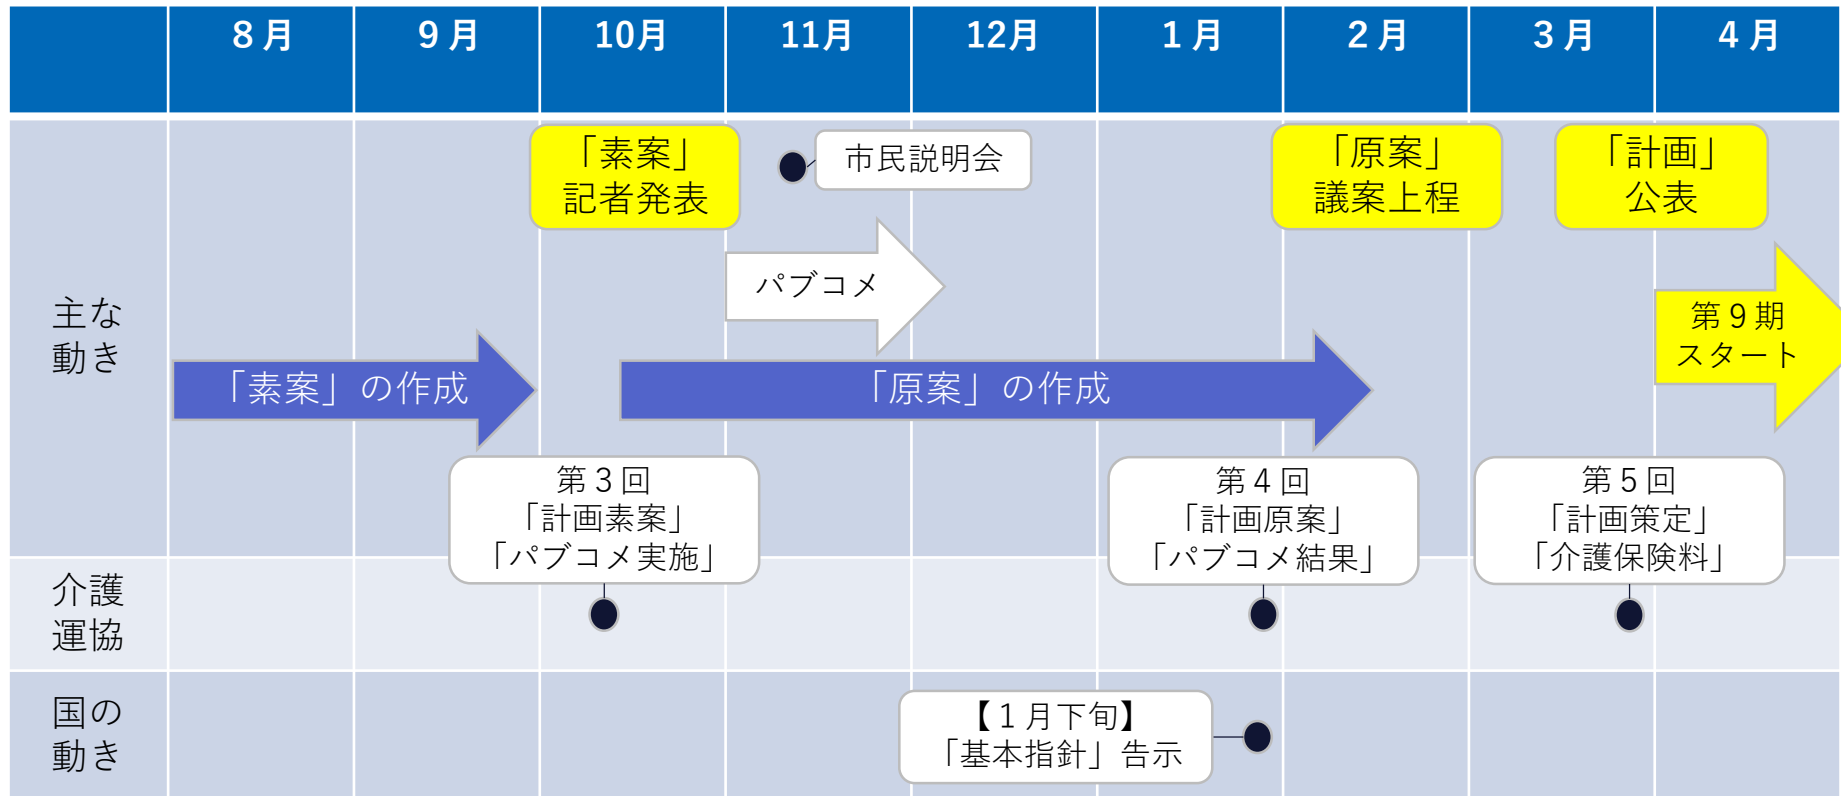 8月
9月
10月
11月
12月
1月
2月
3月
4月
主な
動き
「素案」
記者発表
市民説明会
「原案」
議案上程
「計画」
公表
パブコメ
第9期
スタート
「素案」の作成
「原案」の作成
第3回
「計画素案」
「パブコメ実施」
第4回
「計画原案」
「パブコメ結果」
第5回
「計画策定」
「介護保険料」
介護
運協
国の
動き
【1月下旬】
「基本指針」告示